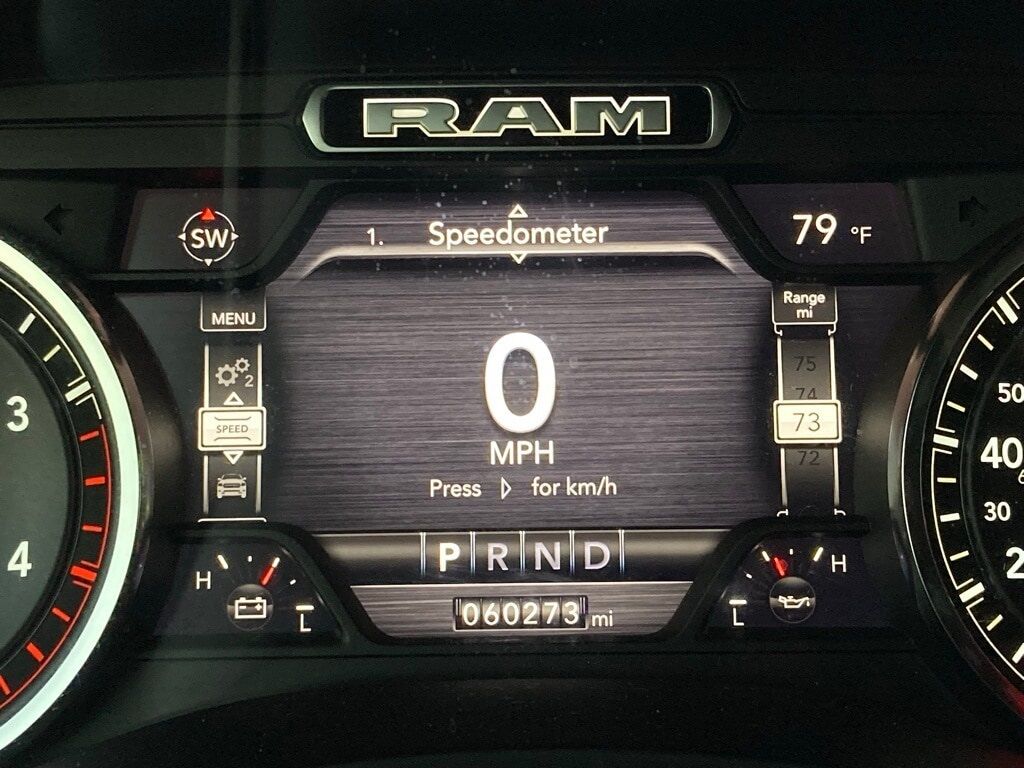 RAM
SW
1. Speedometer
79 °F
MENU
Range
mi
2
75
74
73
72
SPEED
0
MPH
Press ▷ for km/h
3
4
50
40
30
P R N D
H
L
H
L
060273 mi